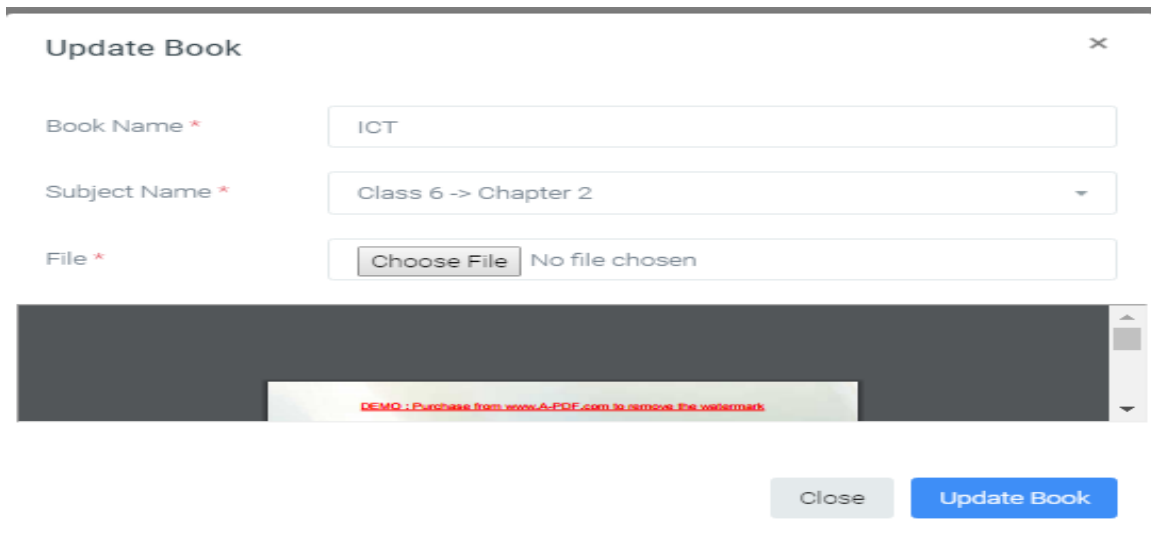 Update Book ×
Book Name * ICT
Subject Name * Class 6 -> Chapter 2
File * Choose File No file chosen
DEMO : Purchase from www.A-PDF.com to remove the watermark
Close Update Book